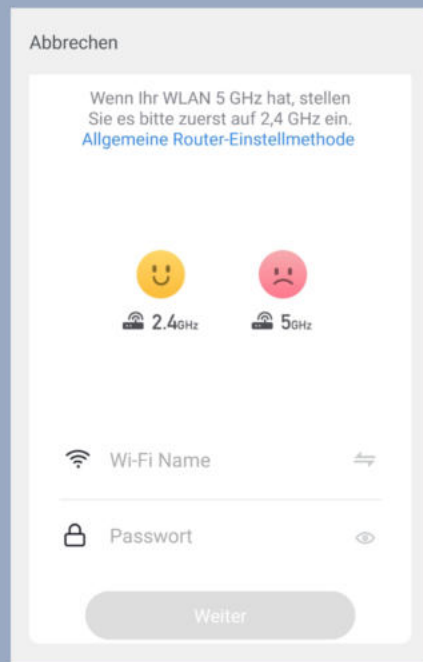 Abbrechen
Wenn Ihr WLAN 5 GHz hat, stellen
Sie es bitte zuerst auf 2,4 GHz ein.
Allgemeine Router-Einstellmethode
2.4GHz
5GHz
Wi-Fi Name
Passwort
Weiter